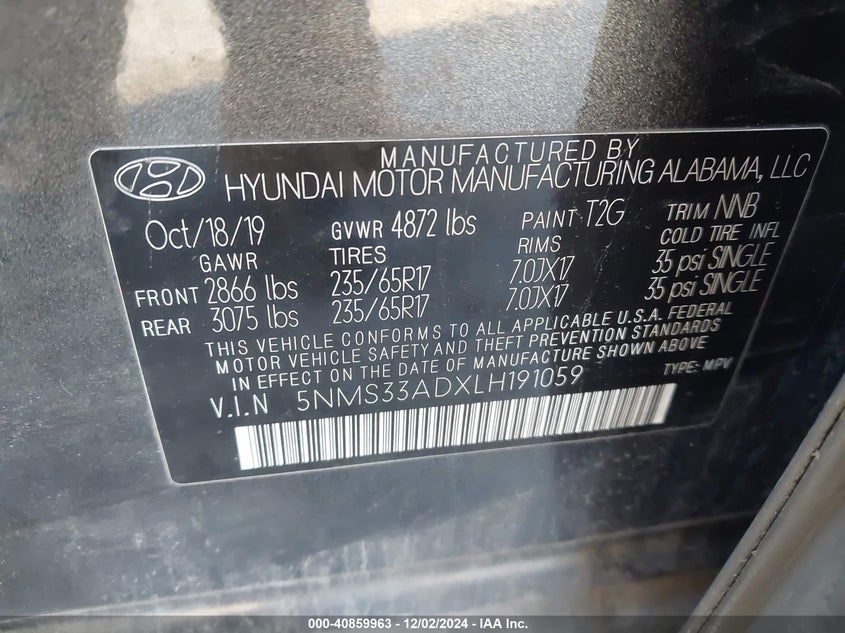 MANUFACTURED BY
HYUNDAI MOTOR MANUFACTURING ALABAMA, LLC
Oct/18/19 GVWR 4872 lbs PAINT T2G TRIM NNB
GAWR TIRES RIMS COLD TIRE INFL
FRONT 2866 lbs 235/65R17 7.0JX17 35 psi SINGLE
REAR 3075 lbs 235/65R17 7.0JX17 35 psi SINGLE
THIS VEHICLE CONFORMS TO ALL APPLICABLE U.S.A. FEDERAL
MOTOR VEHICLE SAFETY AND THEFT PREVENTION STANDARDS
IN EFFECT ON THE DATE OF MANUFACTURE SHOWN ABOVE
V.I.N 5NMS33ADXLH191059 TYPE: MPV
000-40859963 - 12/02/2024 - IAA Inc.